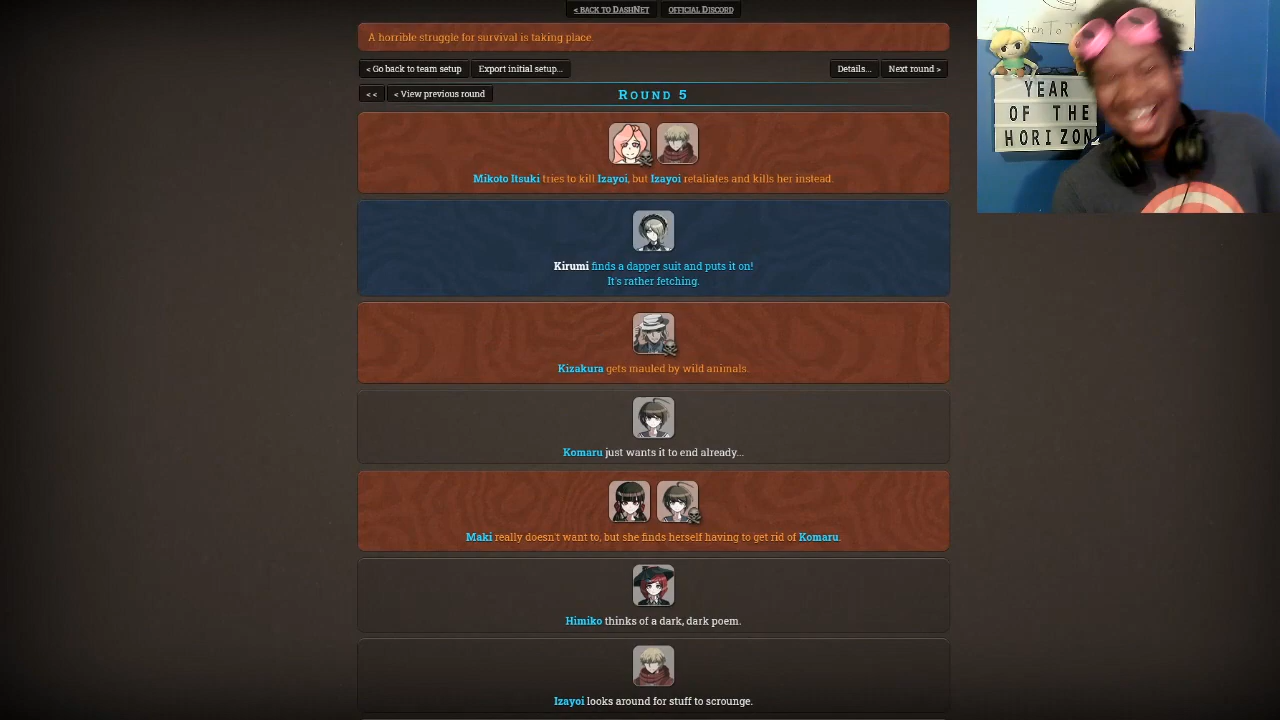 < BACK TO DASHNET
OFFICIAL DISCORD
A horrible struggle for survival is taking place.
< Go back to team setup
Export initial setup...
Details...
Next round >
<<
< View previous round
ROUND 5
Mikoto Itsuki tries to kill Izayoi, but Izayoi retaliates and kills her instead.
Kirumi finds a dapper suit and puts it on!
It's rather fetching.
Kizakura gets mauled by wild animals.
Komaru just wants it to end already...
Maki really doesn't want to, but she finds herself having to get rid of Komaru.
Himiko thinks of a dark, dark poem.
Izayoi looks around for stuff to scrounge.
Listen To
YEAR
OF THE
HORIZON